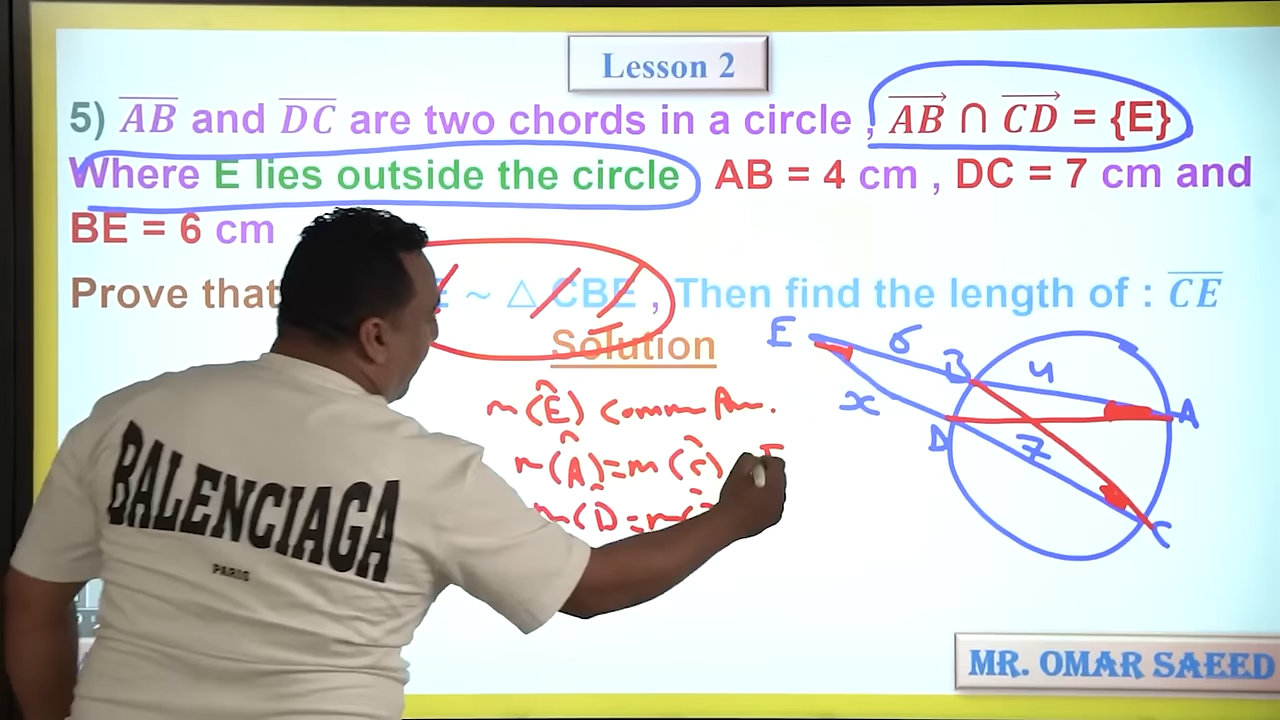 Lesson 2
5) AB and DC are two chords in a circle , AB ∩ CD = {E}
Where E lies outside the circle AB = 4 cm , DC = 7 cm and
BE = 6 cm
Prove that E ~ △ CBE , Then find the length of : CE
Solution
E 6 B 4 A
x D 7 C
m(Ê) Common
m(Â)=m(Ĉ)
m(D̂=m(
BALENCIAGA
PARIS
MR. OMAR SAEED